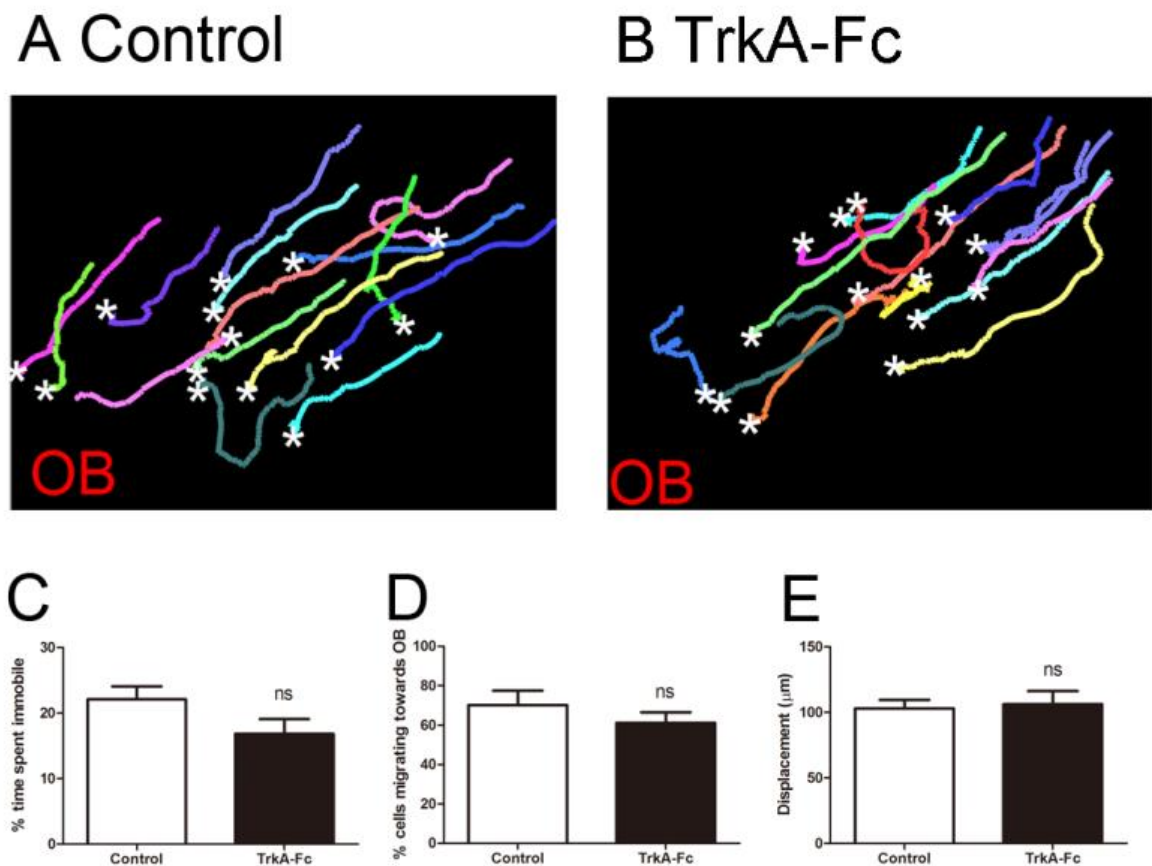 A Control
B TrkA-Fc
OB
OB
C
% time spent immobile
30
20
10
0
Control
TrkA-Fc
ns
D
% cells migrating towards OB
100
80
60
40
20
0
Control
TrkA-Fc
ns
E
Displacement (μm)
150
100
50
0
Control
TrkA-Fc
ns